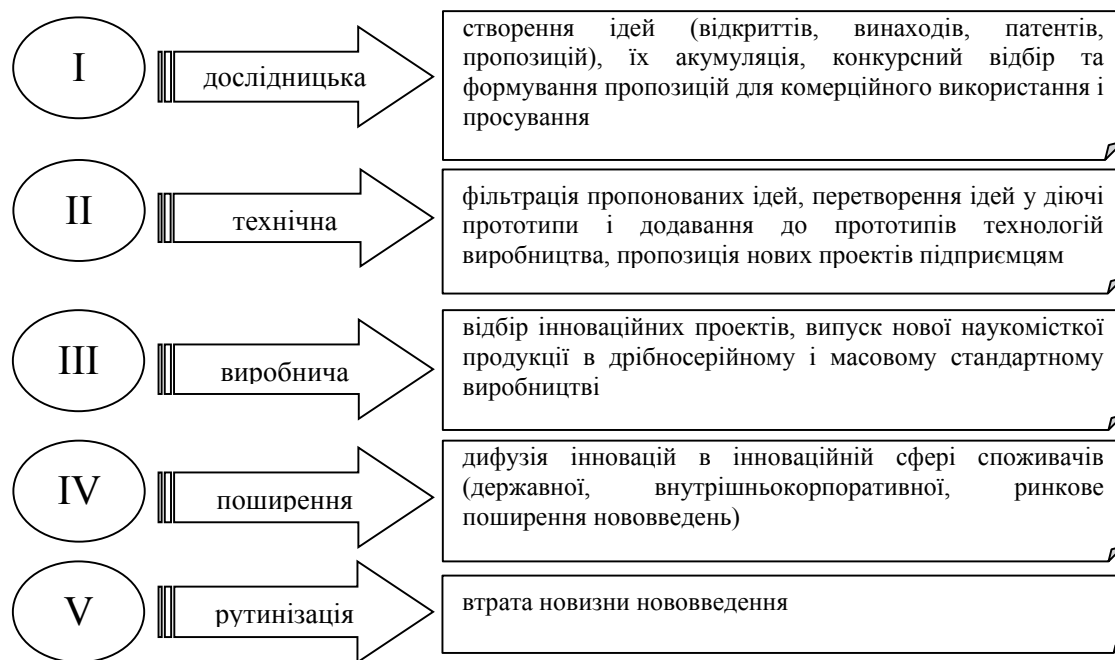 I
дослідницька
створення ідей (відкриттів, винаходів, патентів,
пропозицій), їх акумуляція, конкурсний відбір та
формування пропозицій для комерційного використання і
просування
II
технічна
фільтрація пропонованих ідей, перетворення ідей у діючі
прототипи і додавання до прототипів технологій
виробництва, пропозиція нових проектів підприємцям
III
виробнича
відбір інноваційних проектів, випуск нової наукомісткої
продукції в дрібносерійному і масовому стандартному
виробництві
IV
поширення
дифузія інновацій в інноваційній сфері споживачів
(державної, внутрішньокорпоративної, ринкове
поширення нововведень)
V
рутинізація
втрата новизни нововведення